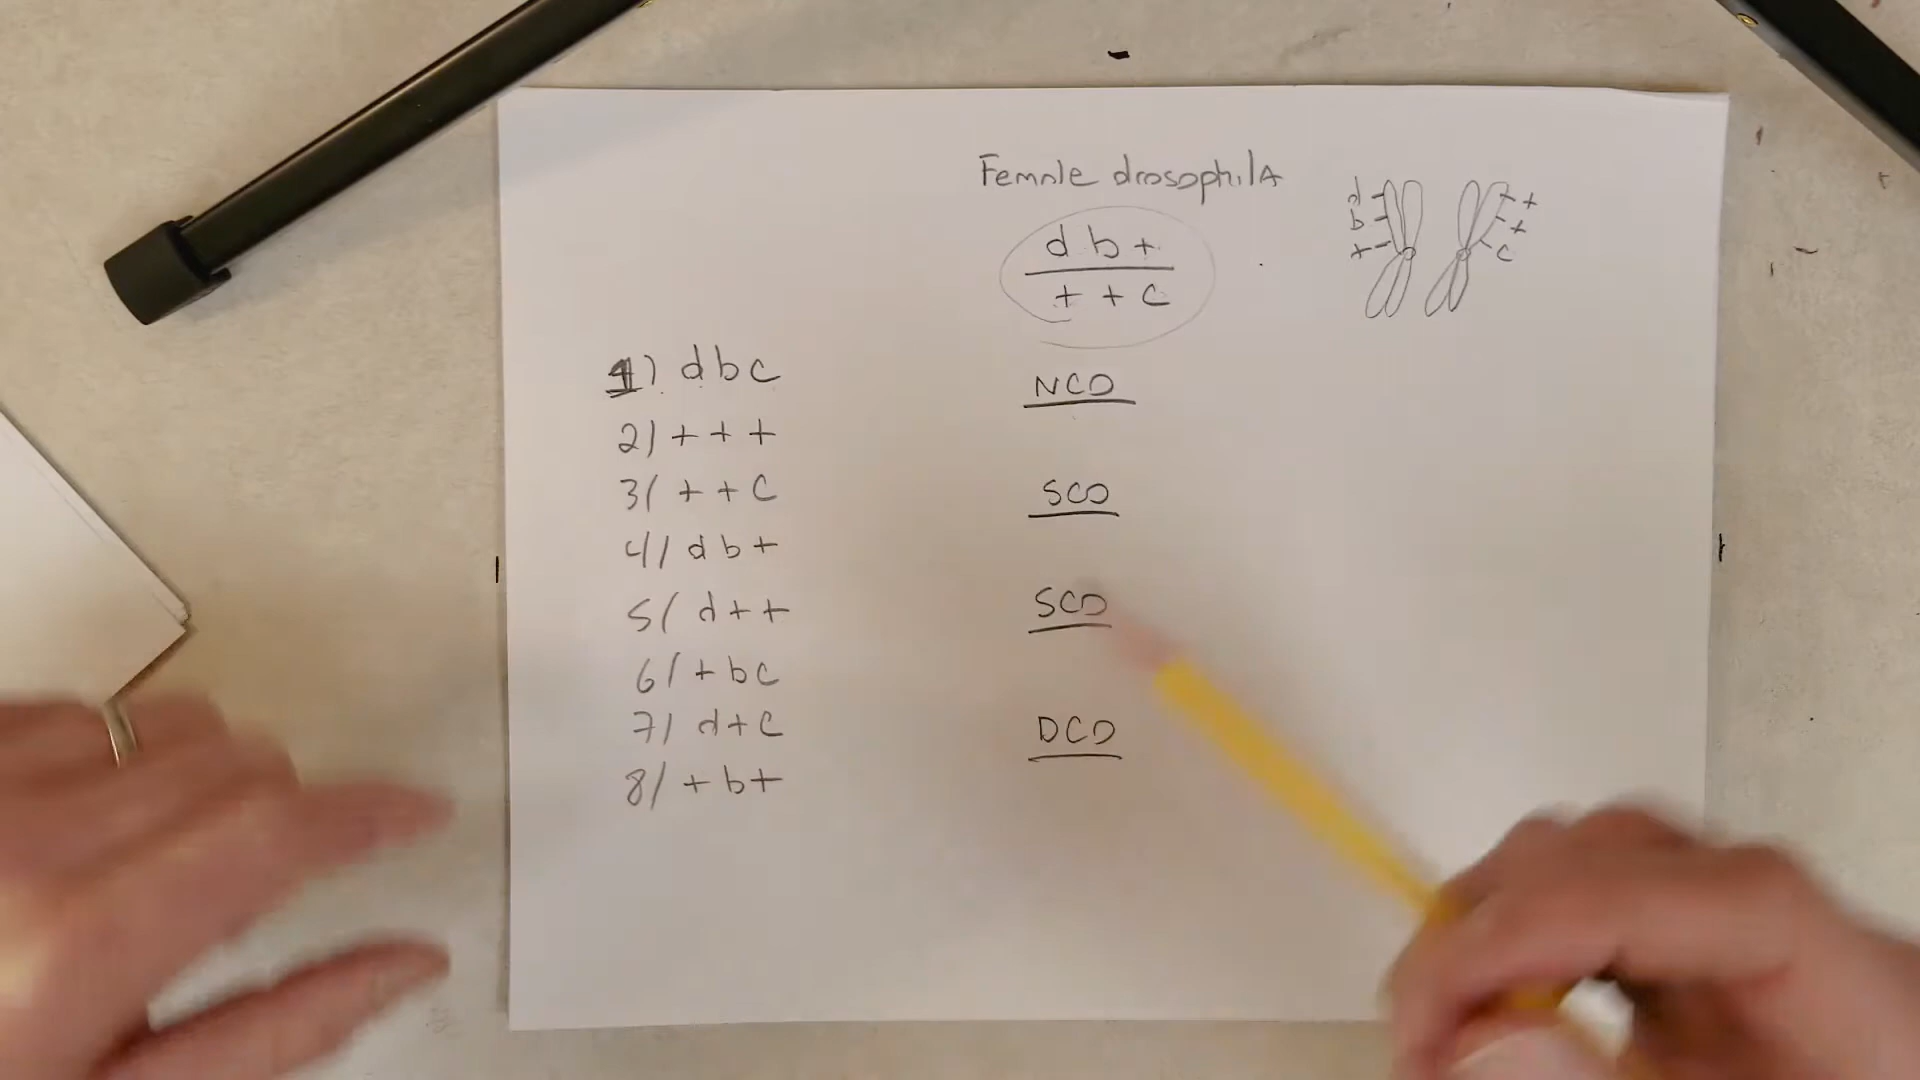 Female drosophila
d b +
+ + c
d
b
+
+
+
c
1) d b c
2) + + +
3) + + c
4) d b +
5) d + +
6) + b c
7) d + c
8) + b +
NCO
SCO
SCO
DCO